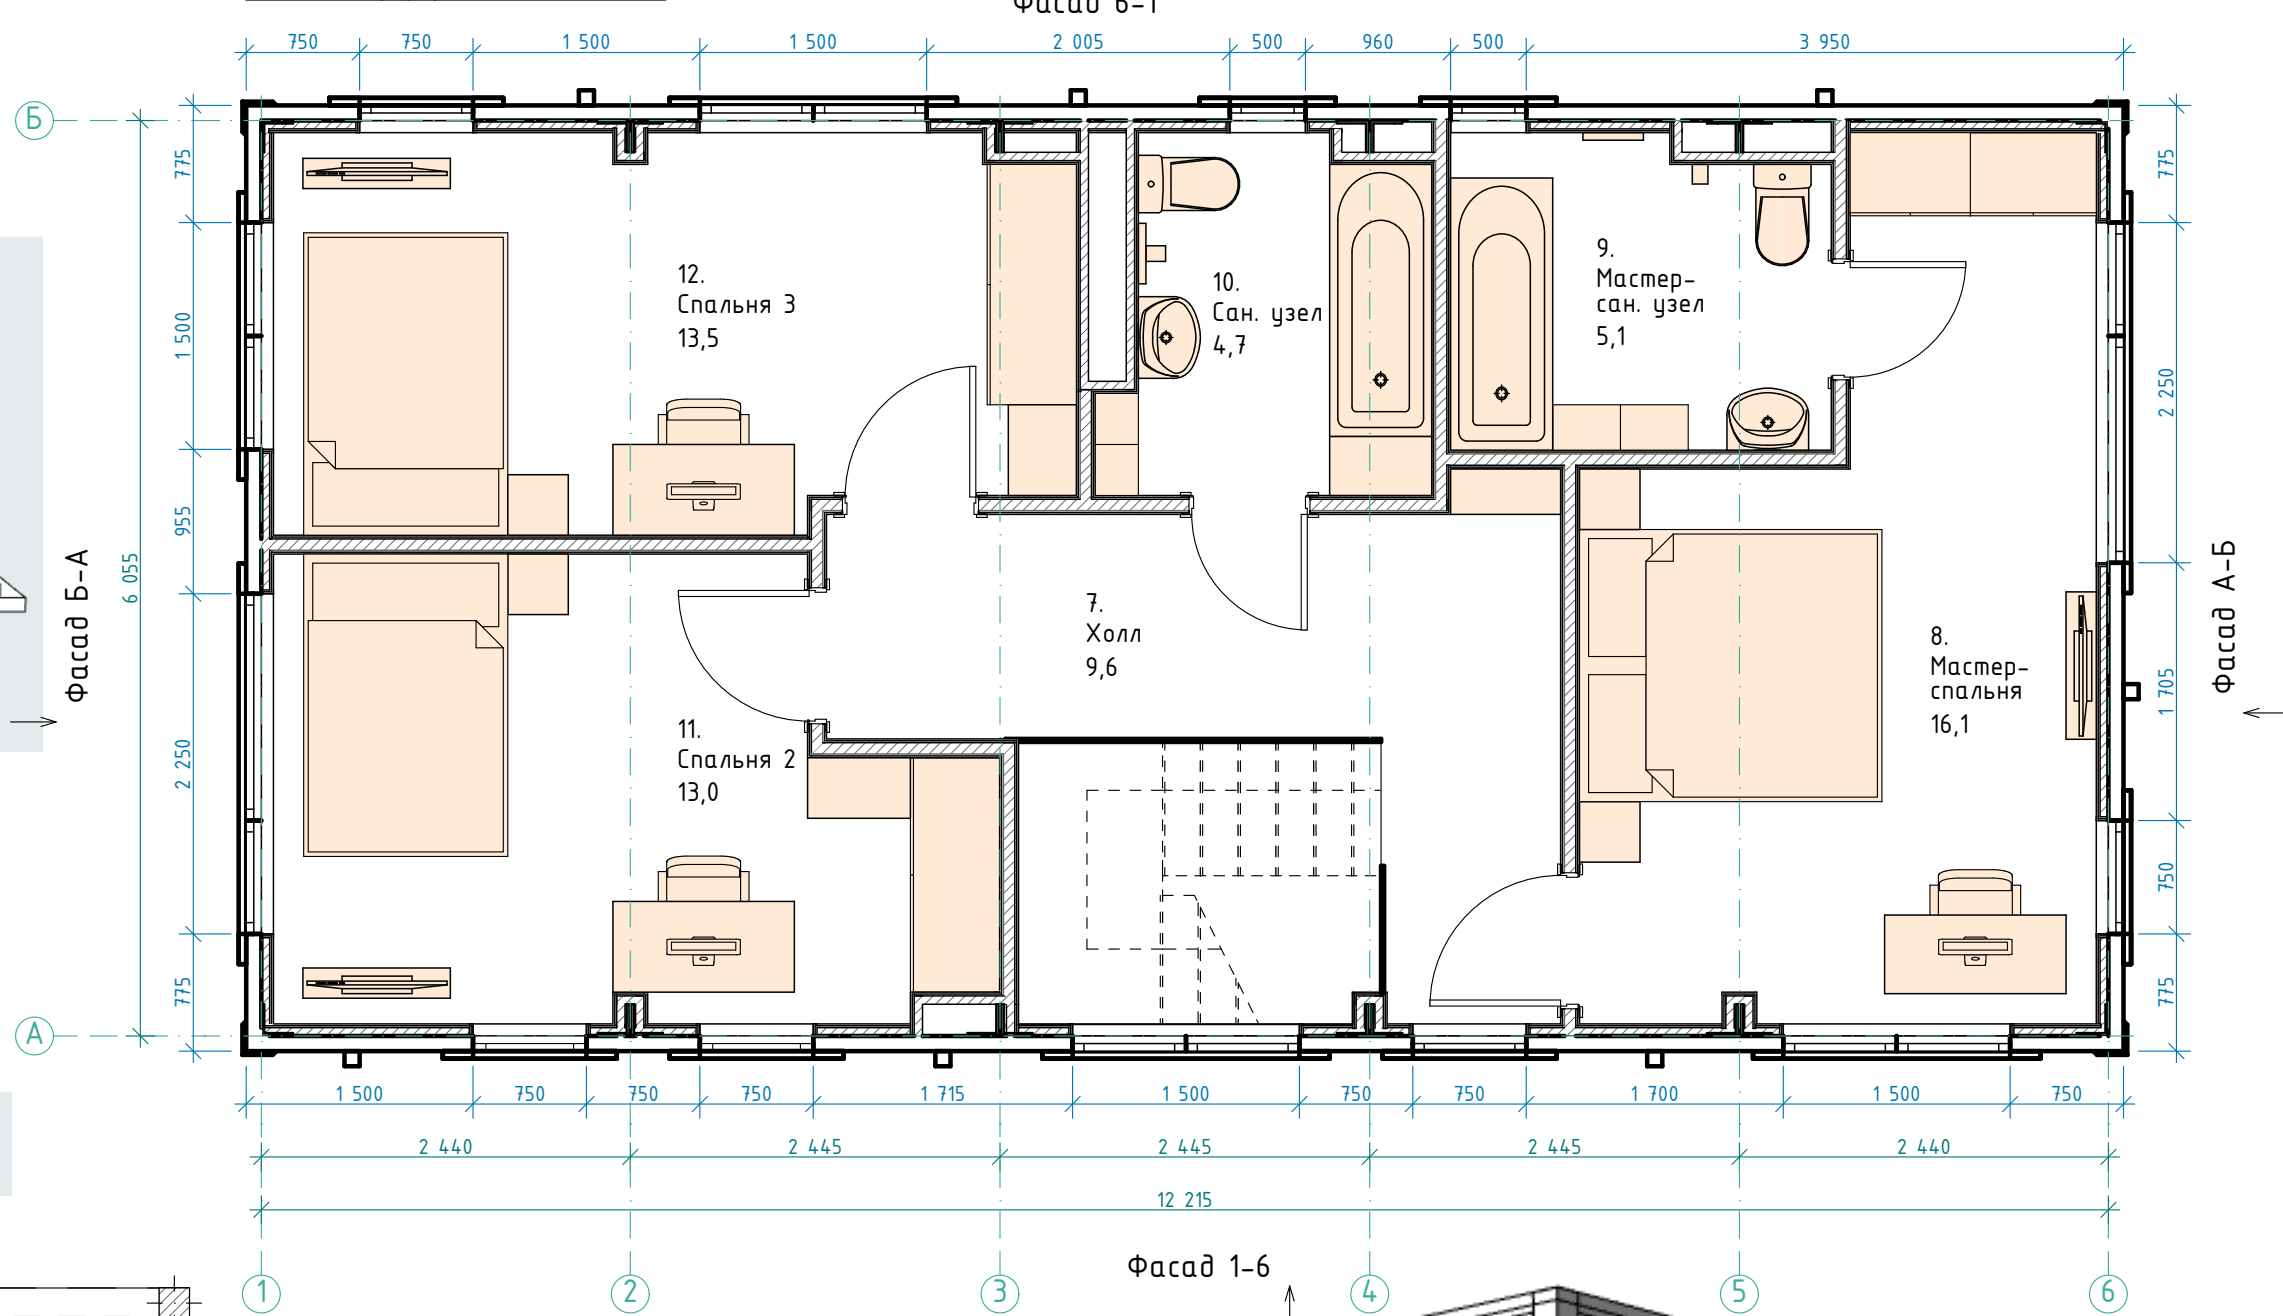 Фасад 6-1
750 750 1 500 1 500 2 005 500 960 500 3 950
Б
775
1 500
955
2 250
775
6 055
Фасад Б-А
А
12.
Спальня 3
13,5
10.
Сан. узел
4,7
9.
Мастер-
сан. узел
5,1
7.
Холл
9,6
8.
Мастер-
спальня
16,1
11.
Спальня 2
13,0
775
2 250
1 705
750
775
Фасад А-Б
1 500 750 750 750 1 715 1 500 750 750 1 700 1 500 750
2 440 2 445 2 445 2 445 2 440
12 215
Фасад 1-6
1 2 3 4 5 6